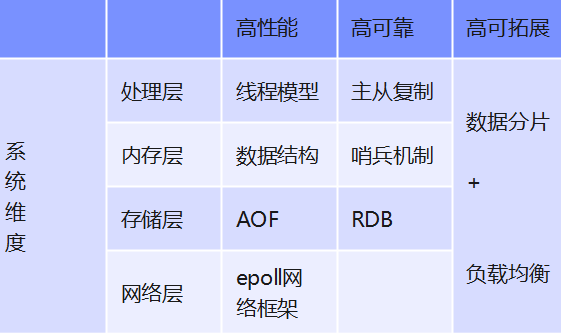 高性能 高可靠 高可拓展
系统维度
处理层 线程模型 主从复制
数据分片
内存层 数据结构 哨兵机制
+
存储层 AOF RDB
负载均衡
网络层 epoll网
络框架